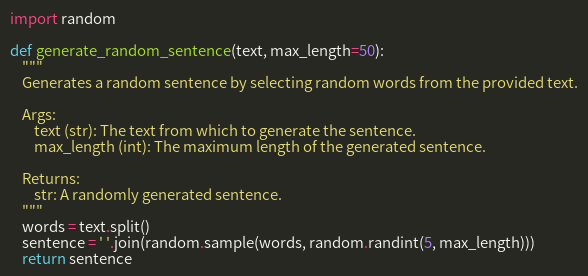 import random

def generate_random_sentence(text, max_length=50):
    """
    Generates a random sentence by selecting random words from the provided text.

    Args:
        text (str): The text from which to generate the sentence.
        max_length (int): The maximum length of the generated sentence.

    Returns:
        str: A randomly generated sentence.
    """
    words = text.split()
    sentence = ' '.join(random.sample(words, random.randint(5, max_length)))
    return sentence